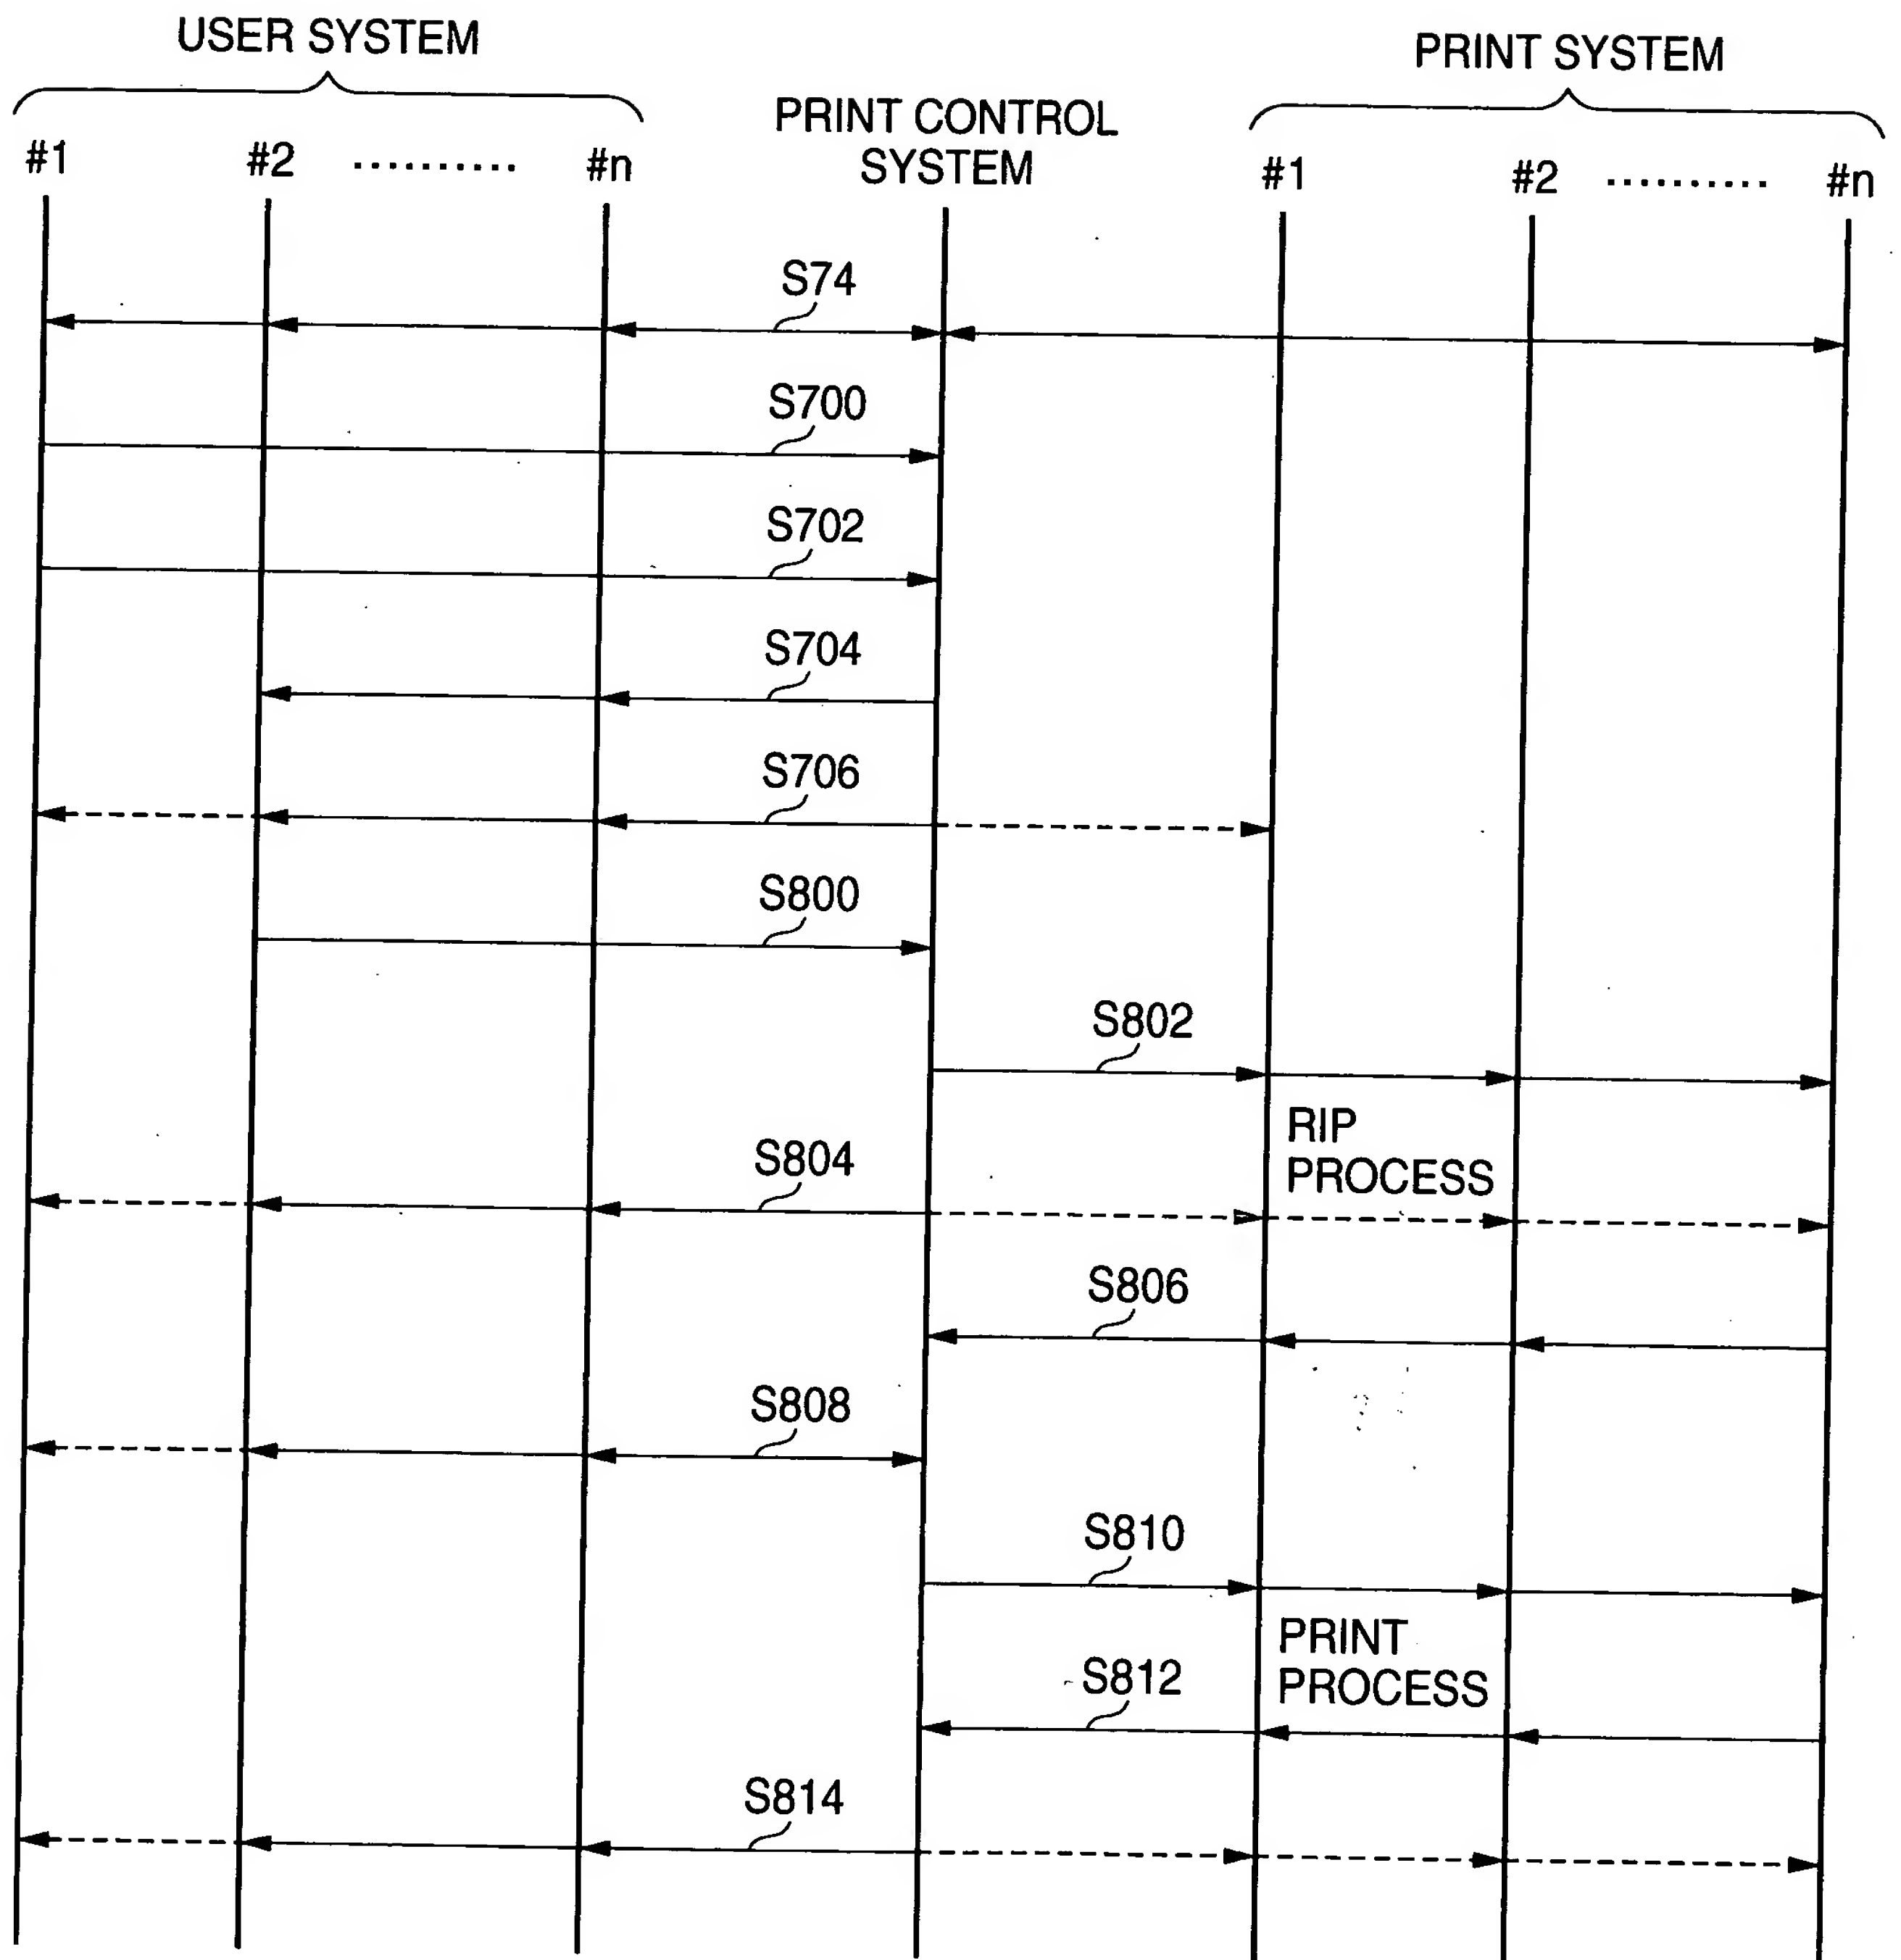 USER SYSTEM
PRINT SYSTEM
PRINT CONTROL
SYSTEM
#1 #2 .......... #n
#1 #2 .......... #n
S74
S700
S702
S704
S706
S800
S802
RIP
PROCESS
S804
S806
S808
S810
PRINT
PROCESS
S812
S814